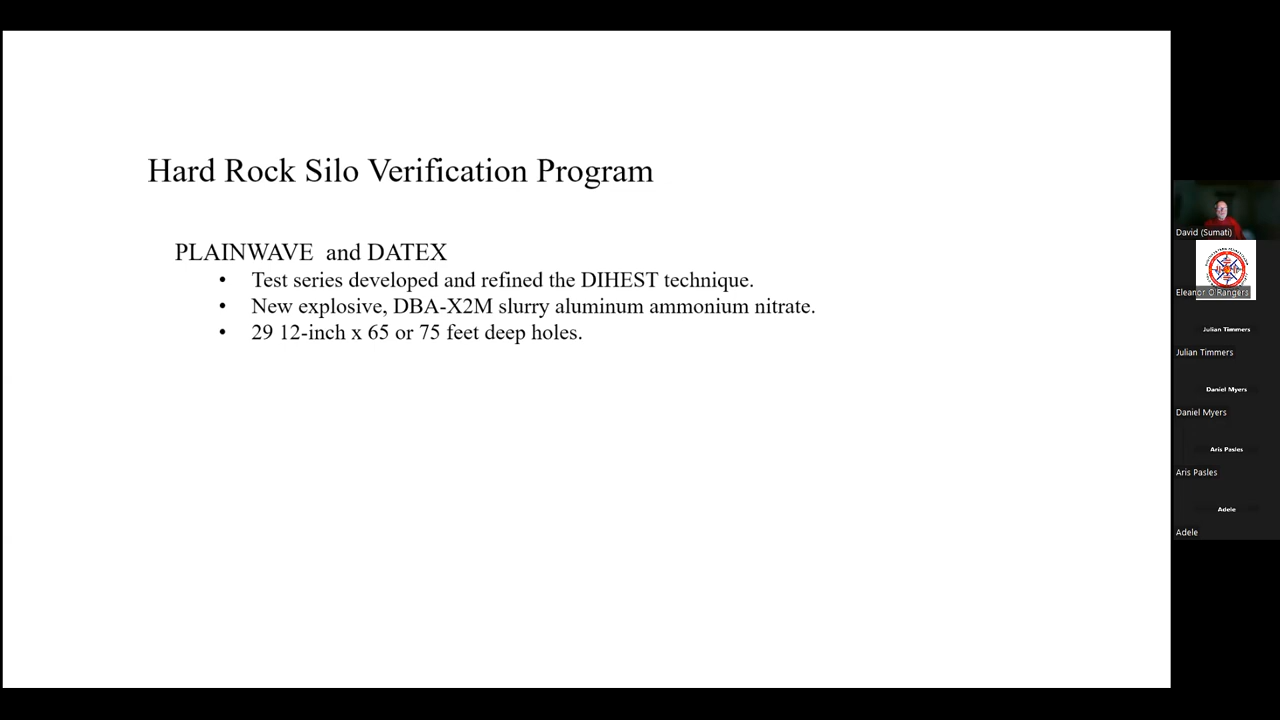 Hard Rock Silo Verification Program
PLAINWAVE and DATEX
• Test series developed and refined the DIHEST technique.
• New explosive, DBA-X2M slurry aluminum ammonium nitrate.
• 29 12-inch x 65 or 75 feet deep holes.
David (Sumati)
Eleanor O'Rangers
Julian Timmers
Julian Timmers
Daniel Myers
Daniel Myers
Aris Pasles
Aris Pasles
Adele
Adele